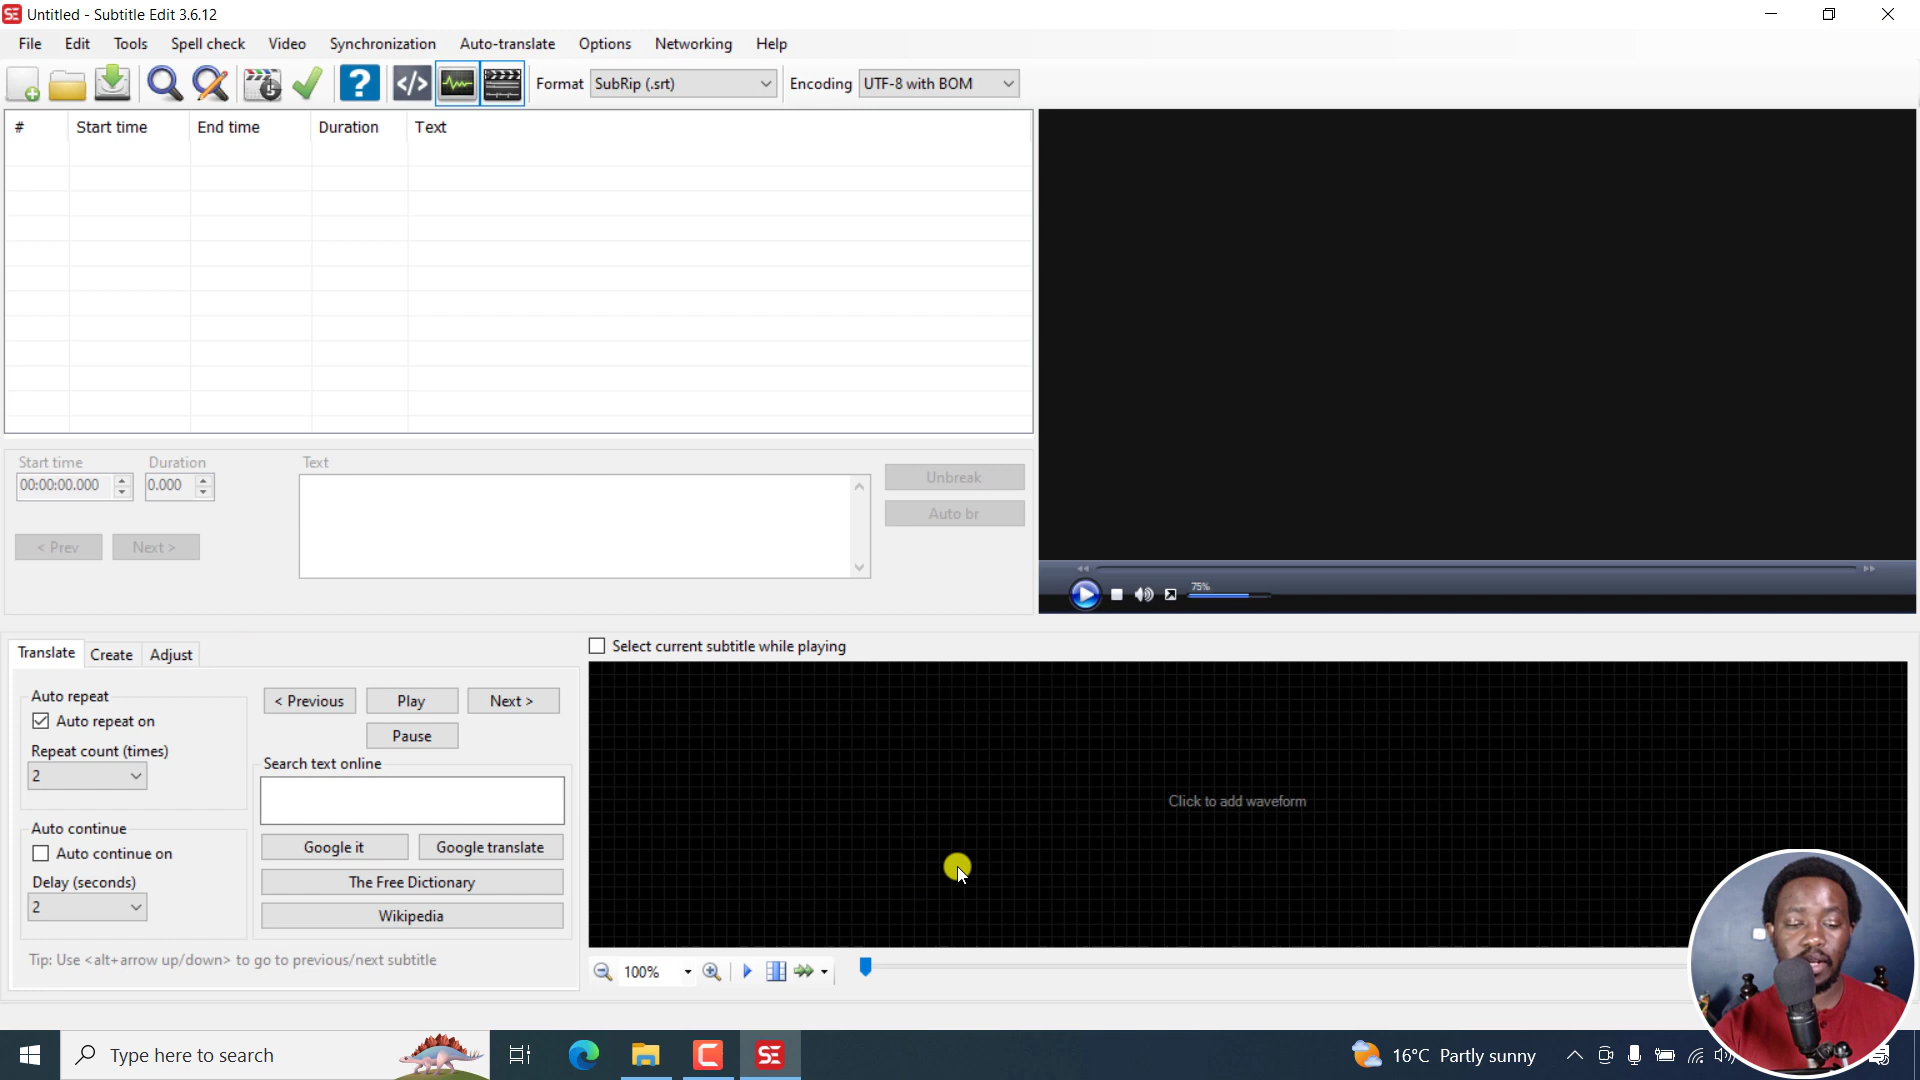 SE Untitled - Subtitle Edit 3.6.12
File Edit Tools Spell check Video Synchronization Auto-translate Options Networking Help
Format SubRip (.srt) Encoding UTF-8 with BOM
# Start time End time Duration Text
Start time Duration Text
00:00:00.000 0.000
Unbreak
Auto br
< Prev Next >
75%
Translate Create Adjust
Select current subtitle while playing
Auto repeat
Auto repeat on
Repeat count (times)
2
< Previous Play Next >
Pause
Search text online
Click to add waveform
Auto continue
Auto continue on
Delay (seconds)
2
Google it Google translate
The Free Dictionary
Wikipedia
Tip: Use <alt+arrow up/down> to go to previous/next subtitle
100%
Type here to search
SE
16°C Partly sunny